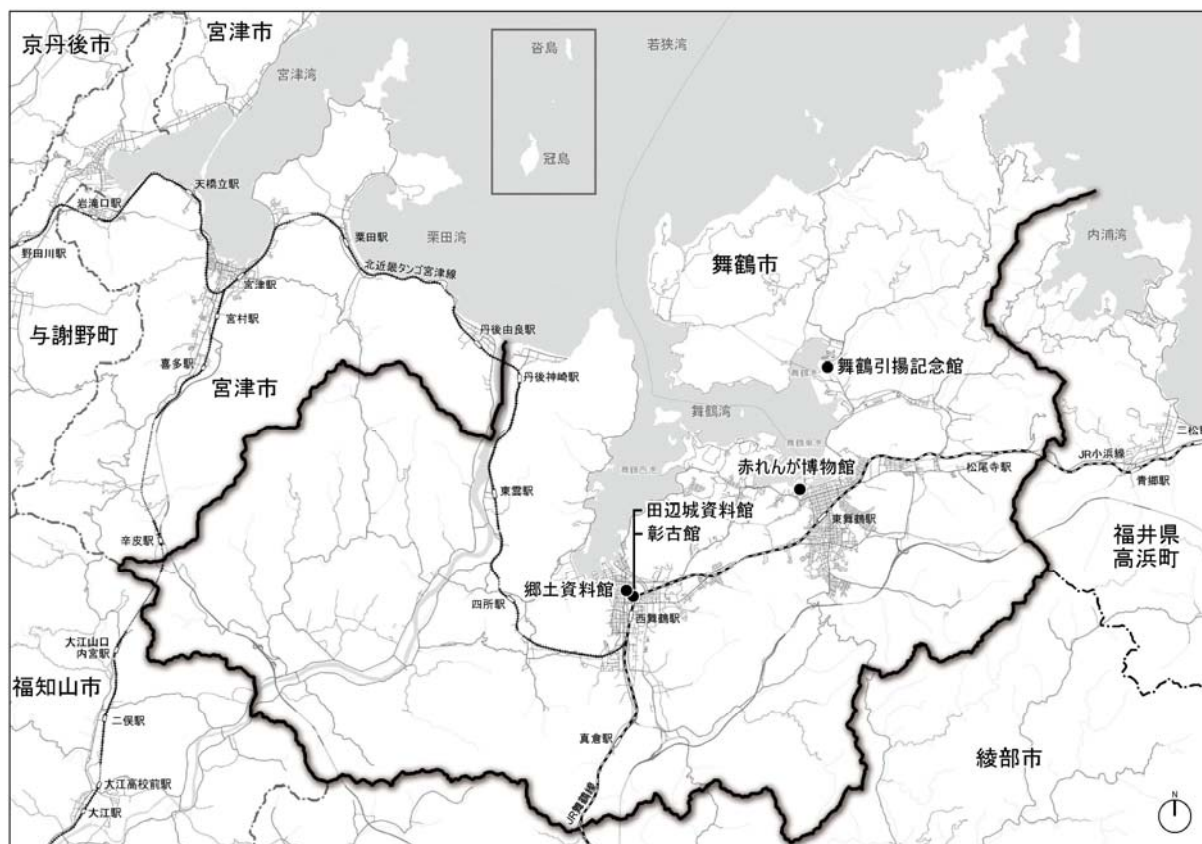 京丹後市
宮津市
宮津湾
沓島
冠島
若狭湾
天橋立駅
岩滝口駅
野田川駅
栗田駅
栗田湾
北近畿タンゴ宮津線
宮津駅
宮村駅
与謝野町
喜多駅
宮津市
丹後由良駅
丹後神崎駅
舞鶴市
内浦湾
舞鶴引揚記念館
舞鶴湾
赤れんが博物館
松尾寺駅
JR小浜線
青郷駅
東雲駅
田辺城資料館
彰古館
東舞鶴駅
福井県
高浜町
辛皮駅
郷土資料館
四所駅
西舞鶴駅
大江山口
内宮駅
福知山市
二俣駅
真倉駅
綾部市
大江高校前駅
大江駅
JR舞鶴線
N